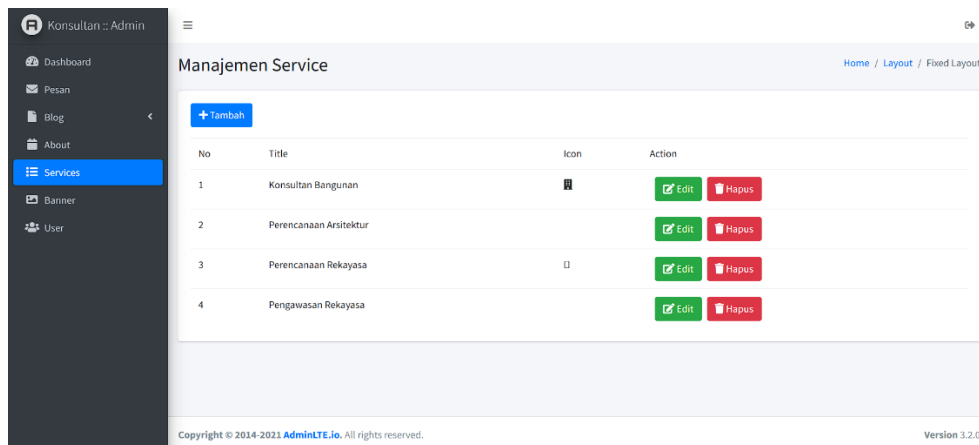 Konsultan :: Admin
Dashboard
Pesan
Blog
About
Services
Banner
User
Manajemen Service
Home / Layout / Fixed Layout
+ Tambah
No Title Icon Action
1 Konsultan Bangunan Edit Hapus
2 Perencanaan Arsitektur Edit Hapus
3 Perencanaan Rekayasa Edit Hapus
4 Pengawasan Rekayasa Edit Hapus
Copyright © 2014-2021 AdminLTE.io. All rights reserved.
Version 3.2.0